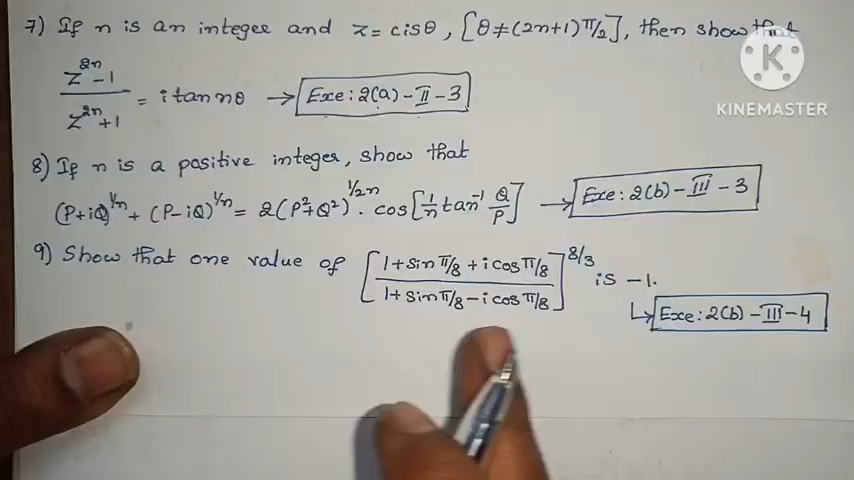 7) If n is an integer and z = cisθ, [θ≠(2n+1)π/2], then show that
z^2n - 1 / z^2n + 1 = i tan nθ → Exe: 2(a) - II - 3
8) If n is a positive integer, show that
(P+iQ)^1/n + (P-iQ)^1/n = 2(P²+Q²)^1/2n . cos[1/n tan⁻¹ Q/P] → Exe: 2(b) - III - 3
9) Show that one value of [1+sin π/8 + i cos π/8 / 1+sin π/8 - i cos π/8]^8/3 is -1.
↳ Exe: 2(b) - III - 4
K
KINEMASTER